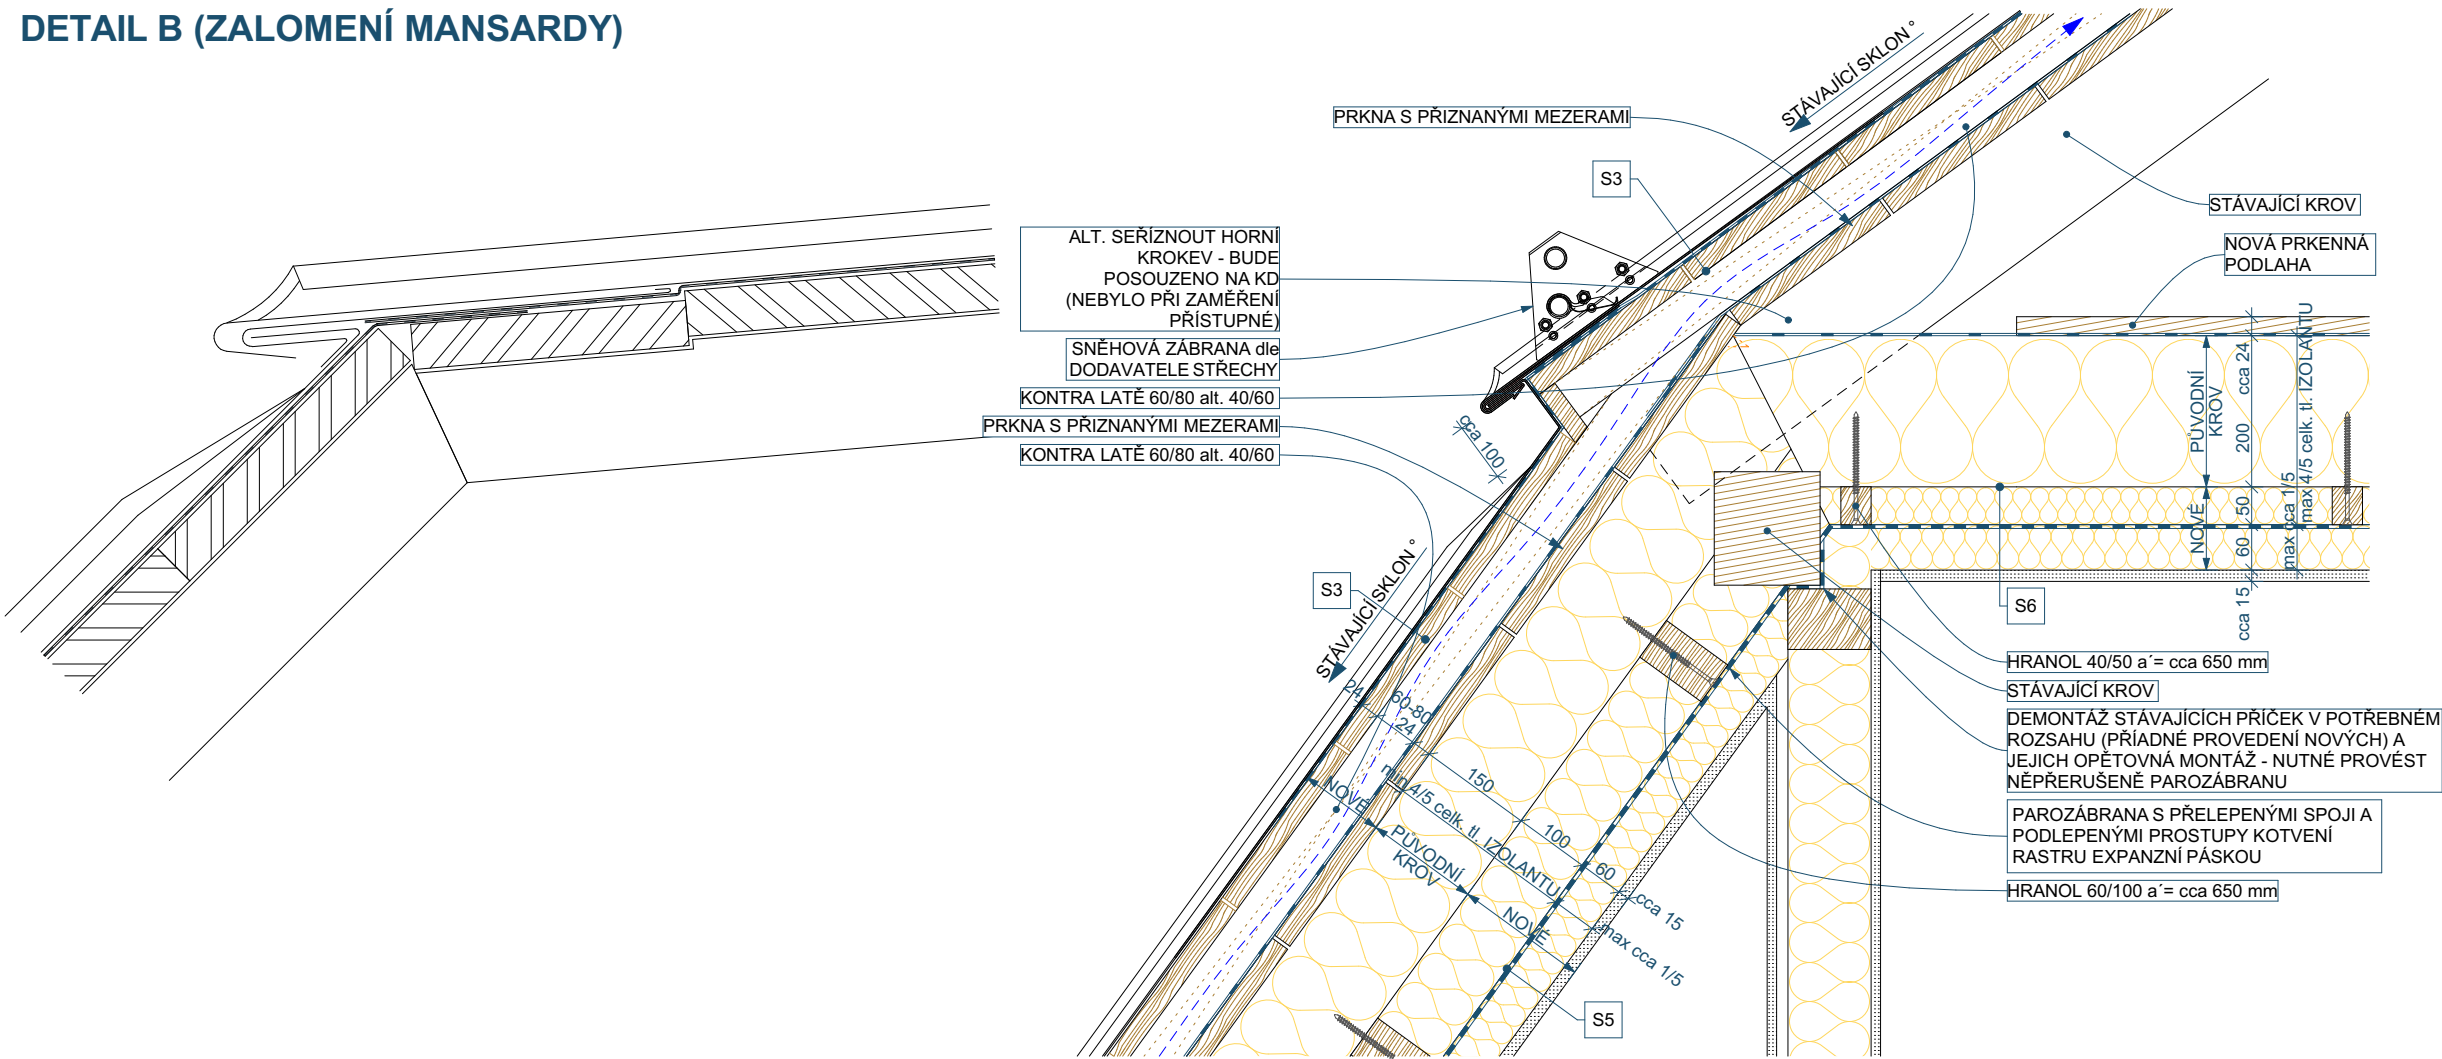 DETAIL B (ZALOMENÍ MANSARDY)
STÁVAJÍCÍ SKLON °
PRKNA S PŘIZNANÝMI MEZERAMI
S3
STÁVAJÍCÍ KROV
NOVÁ PRKENNÁ
PODLAHA
ALT. SEŘÍZNOUT HORNÍ
KROKEV - BUDE
POSOUZENO NA KD
(NEBYLO PŘI ZAMĚŘENÍ
PŘÍSTUPNÉ)
SNĚHOVÁ ZÁBRANA dle
DODAVATELE STŘECHY
KONTRA LATĚ 60/80 alt. 40/60
PRKNA S PŘIZNANÝMI MEZERAMI
KONTRA LATĚ 60/80 alt. 40/60
cca 100
PŮVODNÍ
KROV
NOVÉ
cca 24
200
50
60
cca 15
max 4/5 celk. tl. IZOLANTU
max cca 1/5
S3
STÁVAJÍCÍ SKLON °
S6
HRANOL 40/50 a´= cca 650 mm
STÁVAJÍCÍ KROV
DEMONTÁŽ STÁVAJÍCÍCH PŘÍČEK V POTŘEBNÉM
ROZSAHU (PŘÍADNÉ PROVEDENÍ NOVÝCH) A
JEJICH OPĚTOVNÁ MONTÁŽ - NUTNÉ PROVÉST
NĚPŘERUŠENĚ PAROZÁBRANU
PAROZÁBRANA S PŘELEPENÝMI SPOJI A
PODLEPENÝMI PROSTUPY KOTVENÍ
RASTRU EXPANZNÍ PÁSKOU
HRANOL 60/100 a´= cca 650 mm
24
60-80
24
150
100
60
cca 15
min 4/5 celk. tl. IZOLANTU
max cca 1/5
NOVÉ
PŮVODNÍ
KROV
NOVÉ
S5